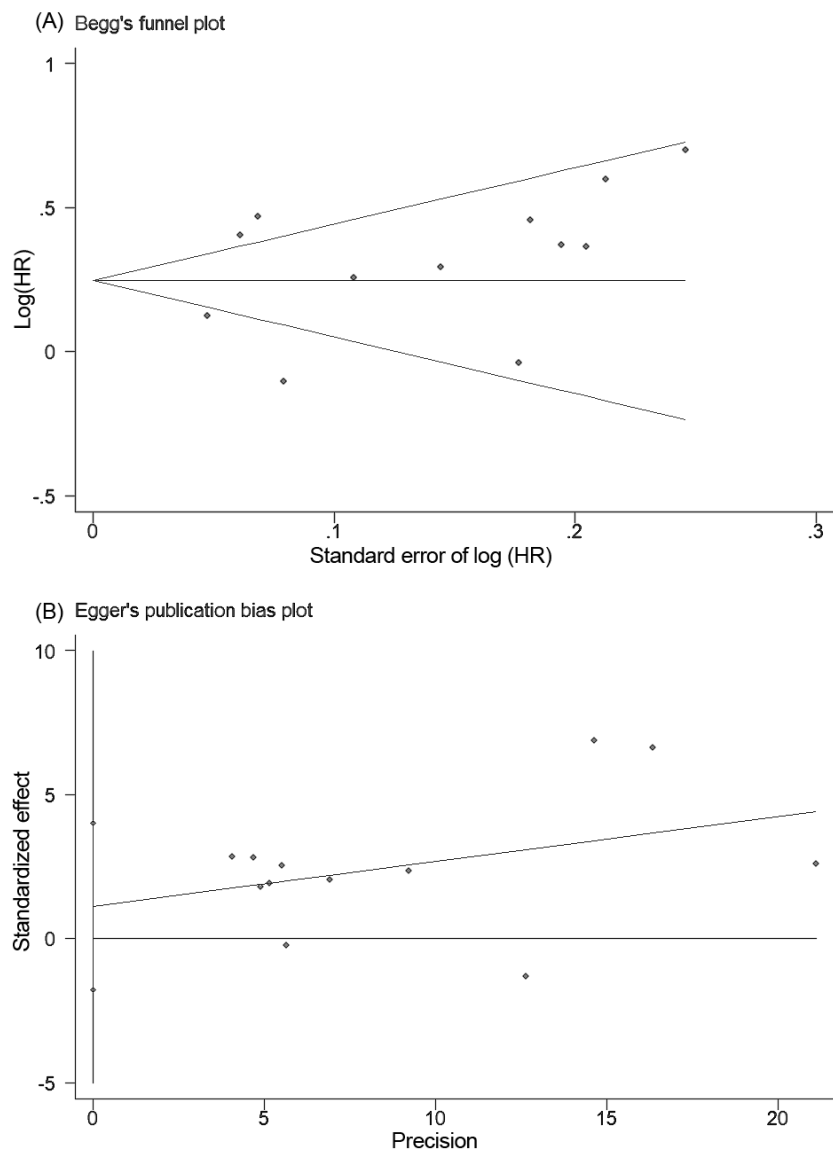 (A) Begg's funnel plot
1
.5
0
-.5
Log(HR)
0 .1 .2 .3
Standard error of log (HR)
(B) Egger's publication bias plot
10
5
0
-5
Standardized effect
0 5 10 15 20
Precision